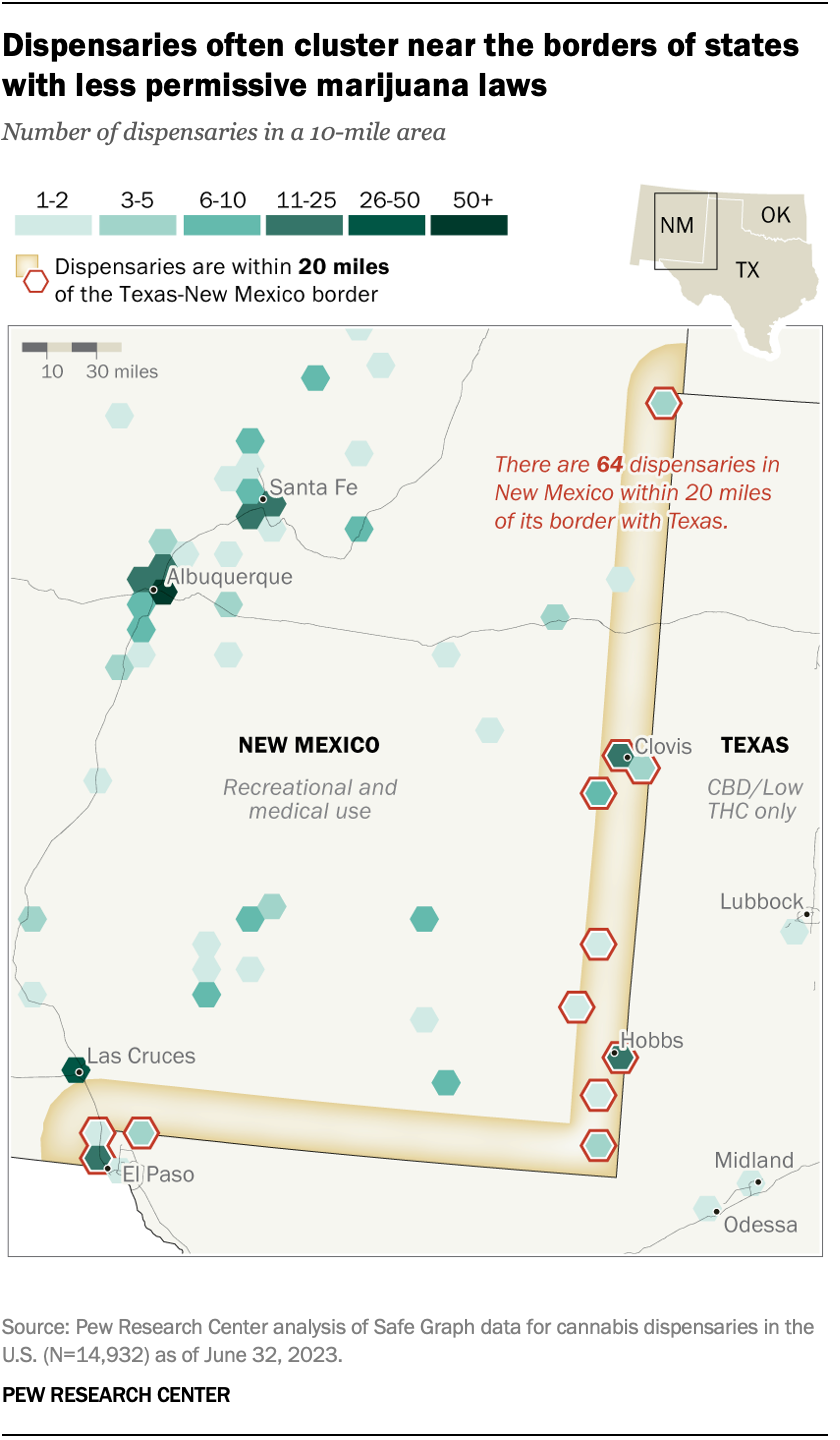 Dispensaries often cluster near the borders of states
with less permissive marijuana laws
Number of dispensaries in a 10-mile area
1-2 3-5 6-10 11-25 26-50 50+
Dispensaries are within 20 miles
of the Texas-New Mexico border
NM
OK
TX
10 30 miles
There are 64 dispensaries in
New Mexico within 20 miles
of its border with Texas.
Santa Fe
Albuquerque
NEW MEXICO
Recreational and
medical use
Clovis
TEXAS
CBD/Low
THC only
Lubbock
Hobbs
Las Cruces
El Paso
Midland
Odessa
Source: Pew Research Center analysis of Safe Graph data for cannabis dispensaries in the
U.S. (N=14,932) as of June 32, 2023.
PEW RESEARCH CENTER